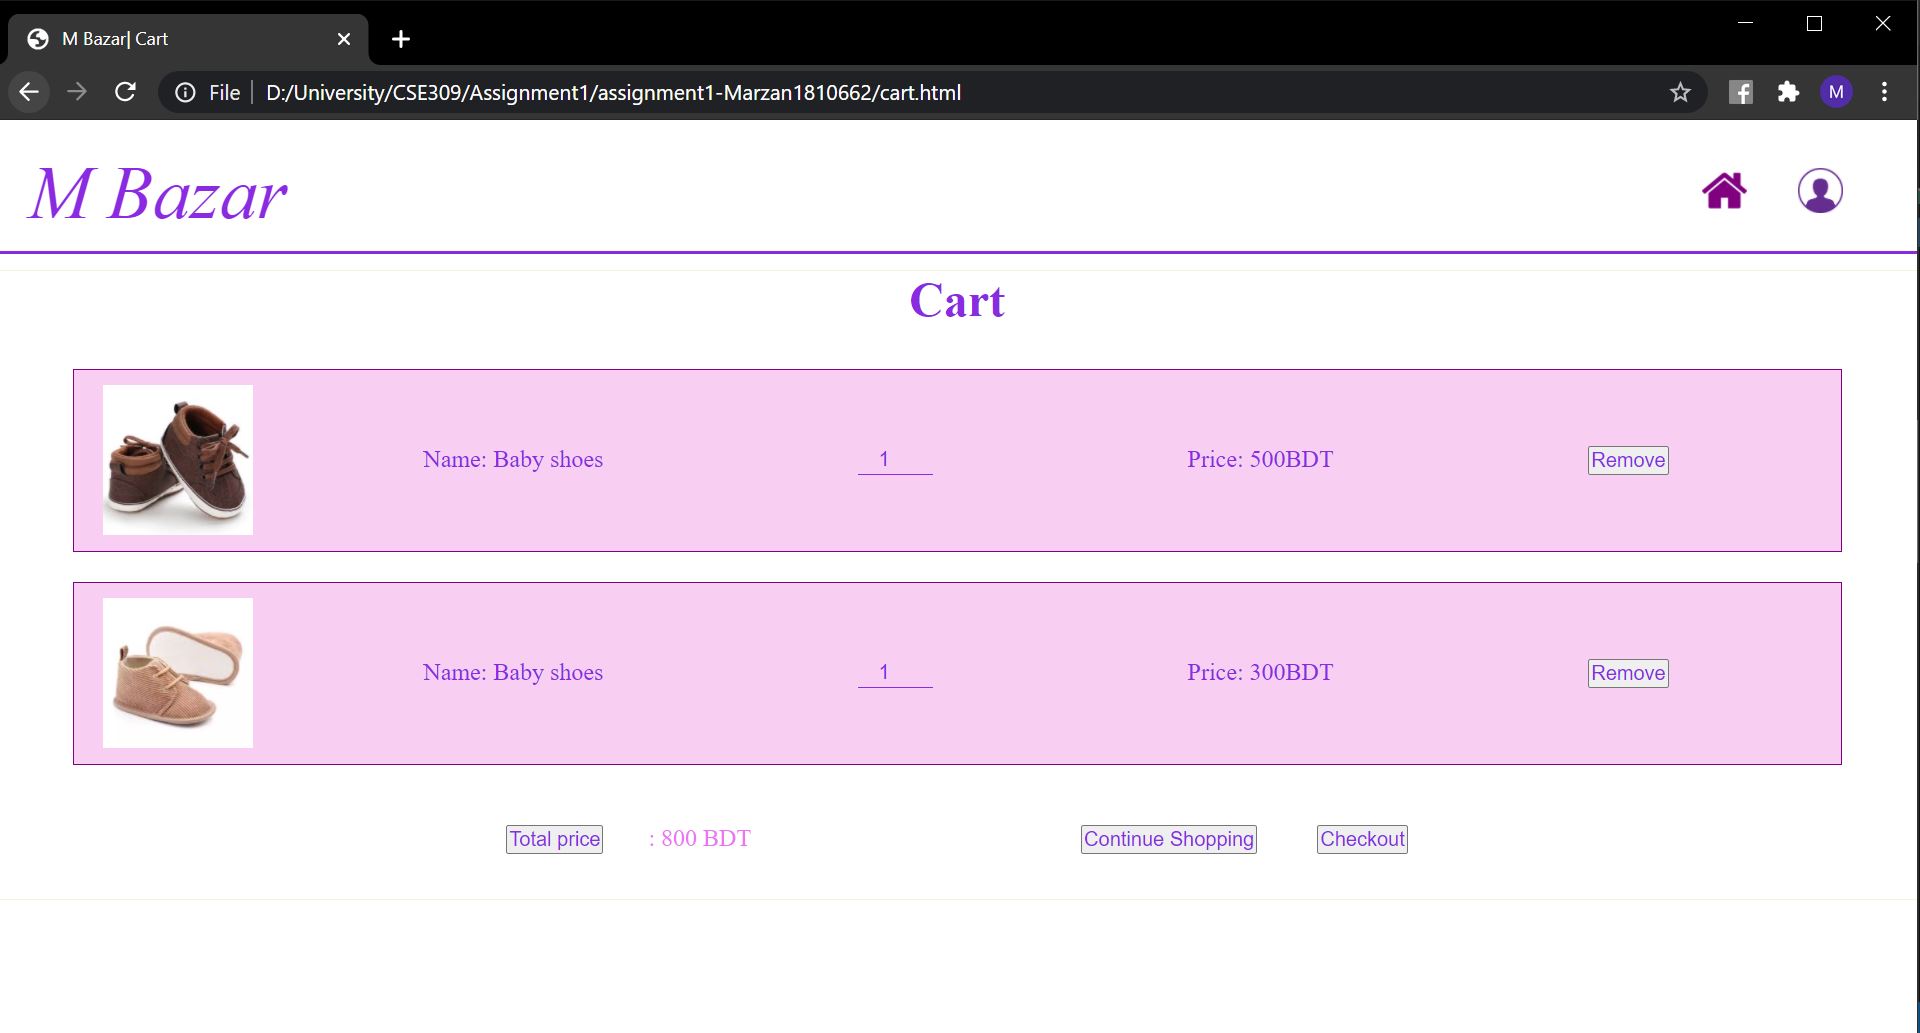 M Bazar| Cart
File
D:/University/CSE309/Assignment1/assignment1-Marzan1810662/cart.html
M
M Bazar
Cart
Name: Baby shoes 1 Price: 500BDT Remove
Name: Baby shoes 1 Price: 300BDT Remove
Total price : 800 BDT Continue Shopping Checkout